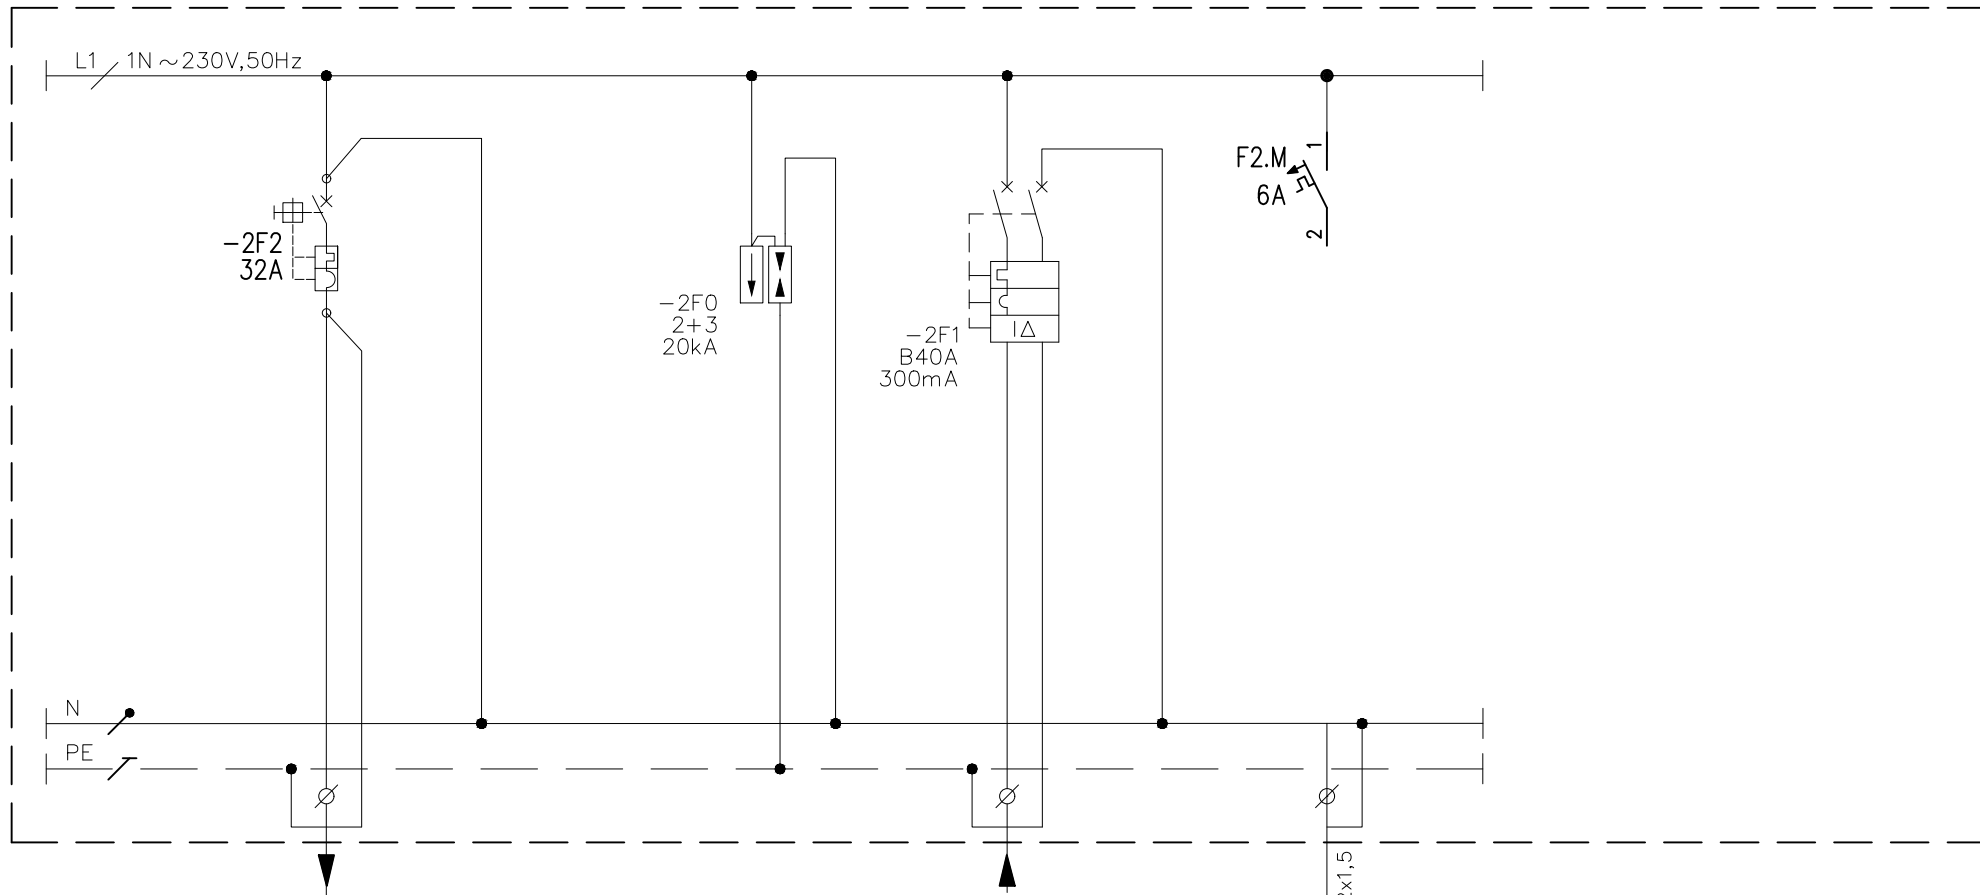 L1 1N ~230V,50Hz
-2F2
32A
-2F0
2+3
20kA
-2F1
B40A
300mA
I∆
F2.M
6A
1
2
N
PE